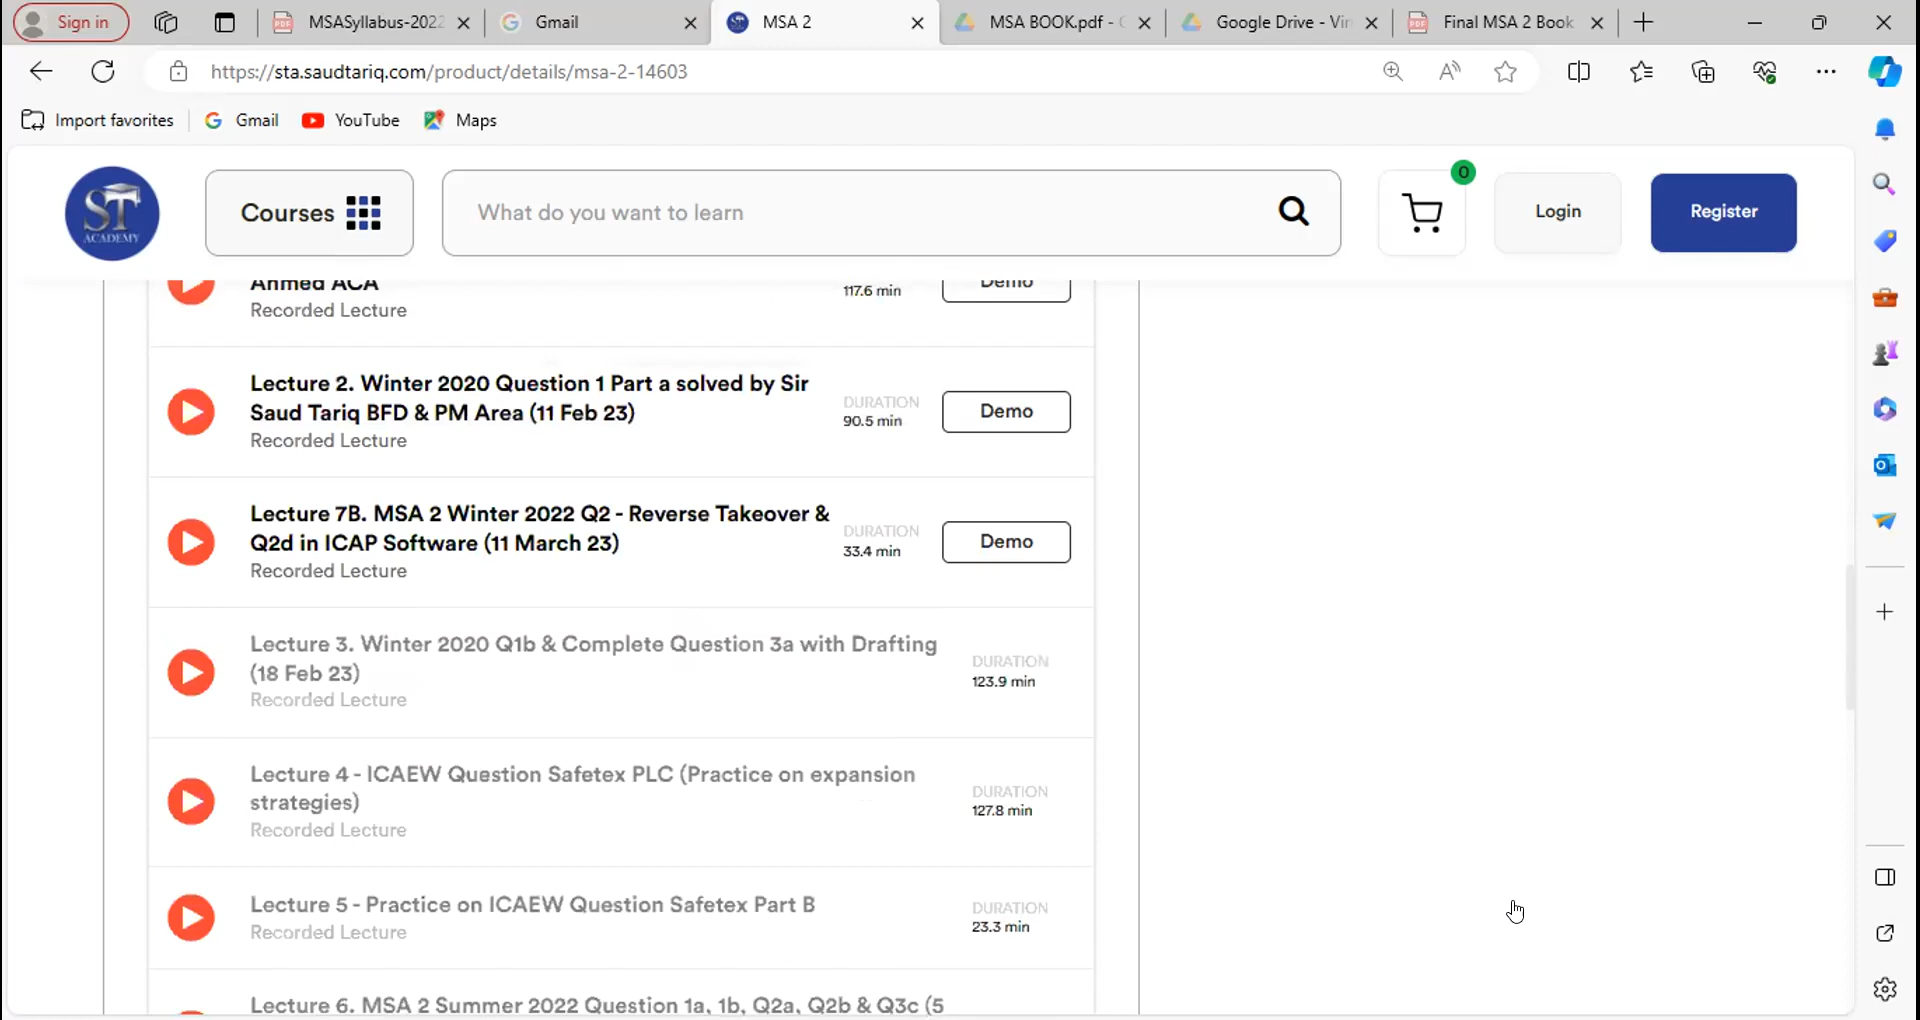 Sign in
MSASyllabus-2022
Gmail
MSA 2
MSA BOOK.pdf -
Google Drive - Vir
Final MSA 2 Book
https://sta.saudtariq.com/product/details/msa-2-14603
Import favorites
Gmail
YouTube
Maps
ST
ACADEMY
Courses
What do you want to learn
0
Login
Register
Ahmed ACA
Recorded Lecture
117.6 min
Demo
Lecture 2. Winter 2020 Question 1 Part a solved by Sir
Saud Tariq BFD & PM Area (11 Feb 23)
Recorded Lecture
DURATION
90.5 min
Demo
Lecture 7B. MSA 2 Winter 2022 Q2 - Reverse Takeover &
Q2d in ICAP Software (11 March 23)
Recorded Lecture
DURATION
33.4 min
Demo
Lecture 3. Winter 2020 Q1b & Complete Question 3a with Drafting
(18 Feb 23)
Recorded Lecture
DURATION
123.9 min
Lecture 4 - ICAEW Question Safetex PLC (Practice on expansion
strategies)
Recorded Lecture
DURATION
127.8 min
Lecture 5 - Practice on ICAEW Question Safetex Part B
Recorded Lecture
DURATION
23.3 min
Lecture 6. MSA 2 Summer 2022 Question 1a, 1b, Q2a, Q2b & Q3c (5